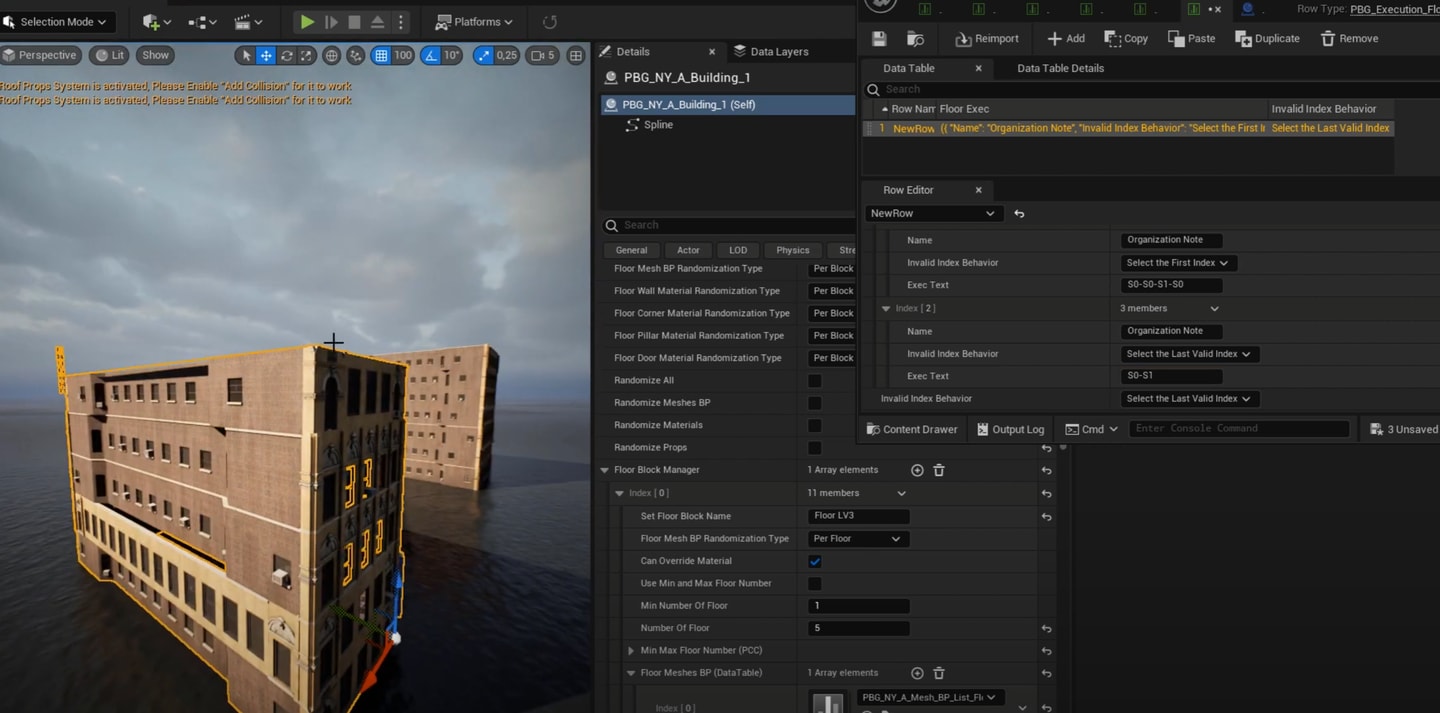 Selection Mode
Platforms
Row Type: PBG_Execution_Flo
Reimport
Add
Copy
Paste
Duplicate
Remove
Perspective
Lit
Show
100
10°
0,25
5
Roof Props System is activated, Please Enable "Add Collision" for it to work
Roof Props System is activated, Please Enable "Add Collision" for it to work
Details
Data Layers
PBG_NY_A_Building_1
PBG_NY_A_Building_1 (Self)
Spline
Search
General
Actor
LOD
Physics
Stre
Floor Mesh BP Randomization Type
Per Block
Floor Wall Material Randomization Type
Per Block
Floor Corner Material Randomization Type
Per Block
Floor Pillar Material Randomization Type
Per Block
Floor Door Material Randomization Type
Per Block
Randomize All
Randomize Meshes BP
Randomize Materials
Randomize Props
Floor Block Manager
1 Array elements
Index [ 0 ]
11 members
Set Floor Block Name
Floor LV3
Floor Mesh BP Randomization Type
Per Floor
Can Override Material
Use Min and Max Floor Number
Min Number Of Floor
1
Number Of Floor
5
Min Max Floor Number (PCC)
Floor Meshes BP (DataTable)
1 Array elements
Index [ 0 ]
PBG_NY_A_Mesh_BP_List_Flo
Data Table
Data Table Details
Search
Row Nam
Floor Exec
Invalid Index Behavior
1
NewRow
(( "Name": "Organization Note", "Invalid Index Behavior": "Select the First I
Select the Last Valid Index
Row Editor
NewRow
Name
Organization Note
Invalid Index Behavior
Select the First Index
Exec Text
S0-S0-S1-S0
Index [ 2 ]
3 members
Name
Organization Note
Invalid Index Behavior
Select the Last Valid Index
Exec Text
S0-S1
Invalid Index Behavior
Select the Last Valid Index
Content Drawer
Output Log
Cmd
Enter Console Command
3 Unsaved